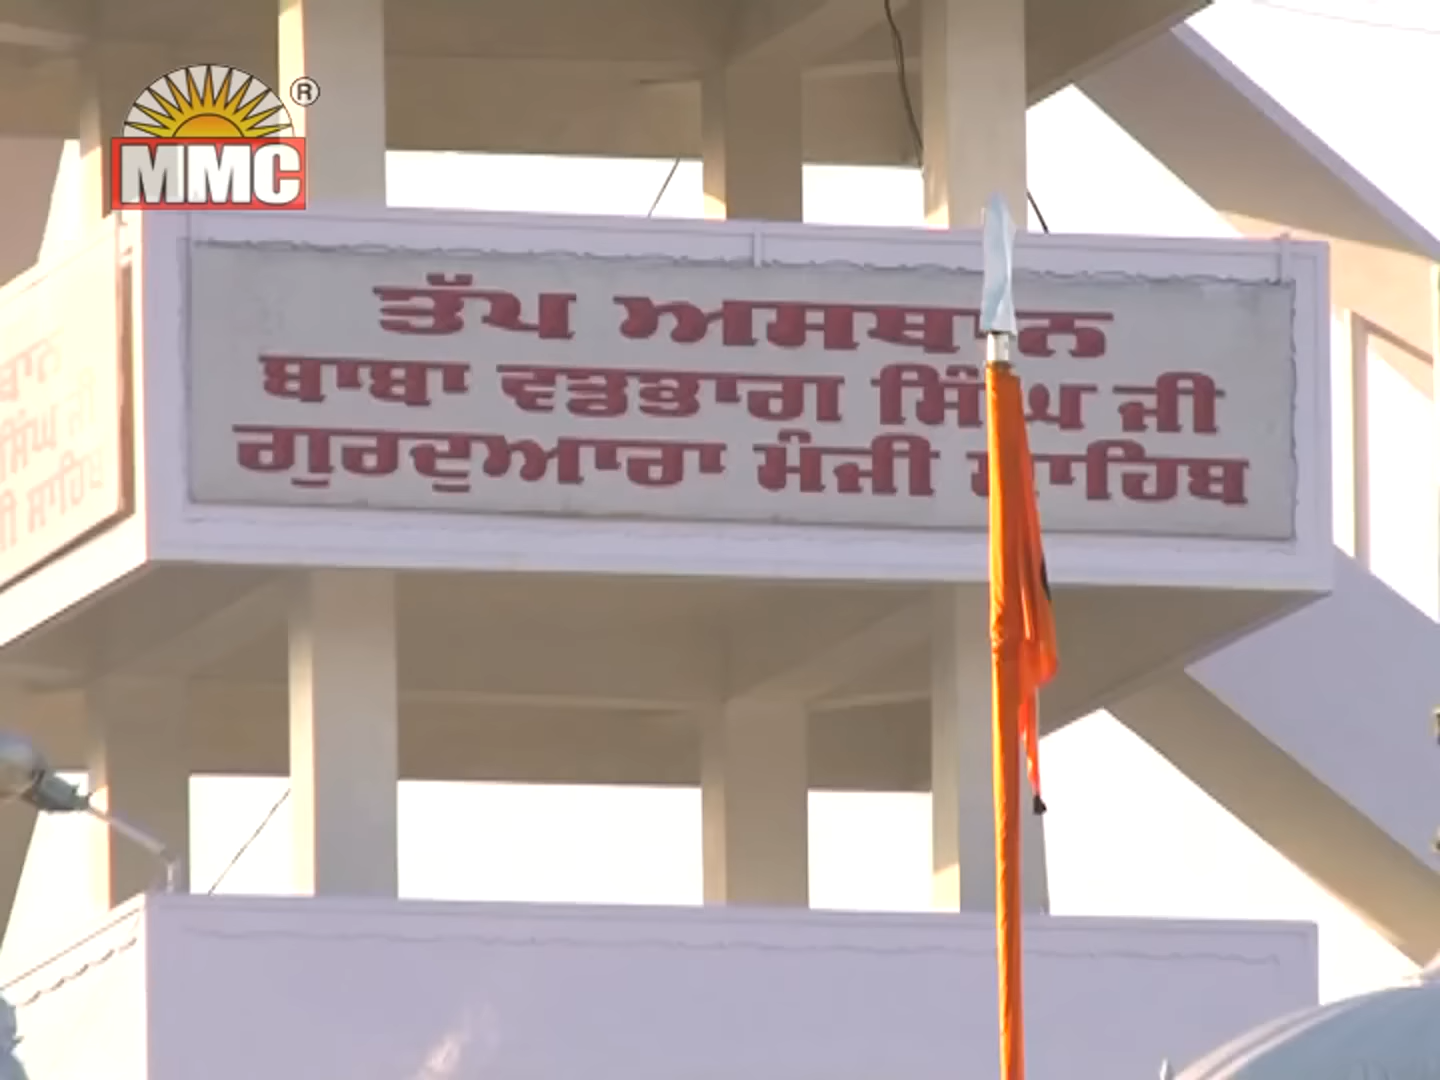 MMC ®
ਤੱਪ ਅਸਥਾਨ
ਬਾਬਾ ਵਡਭਾਗ ਸਿੰਘ ਜੀ
ਗੁਰਦੁਆਰਾ ਮੰਜੀ ਸਾਹਿਬ
ਸਿੰਘ ਜੀ
ਜੀ ਸਾਹਿਬ